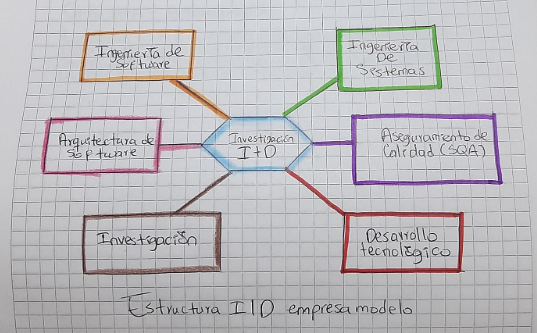 Ingeniería de
Software
Ingeniería
De
Sistemas
Arquitectura de
Software
Investigación
I+D
Aseguramiento de
Calidad (SQA)
Investigación
Desarrollo
tecnológico
Estructura I|D empresa modelo